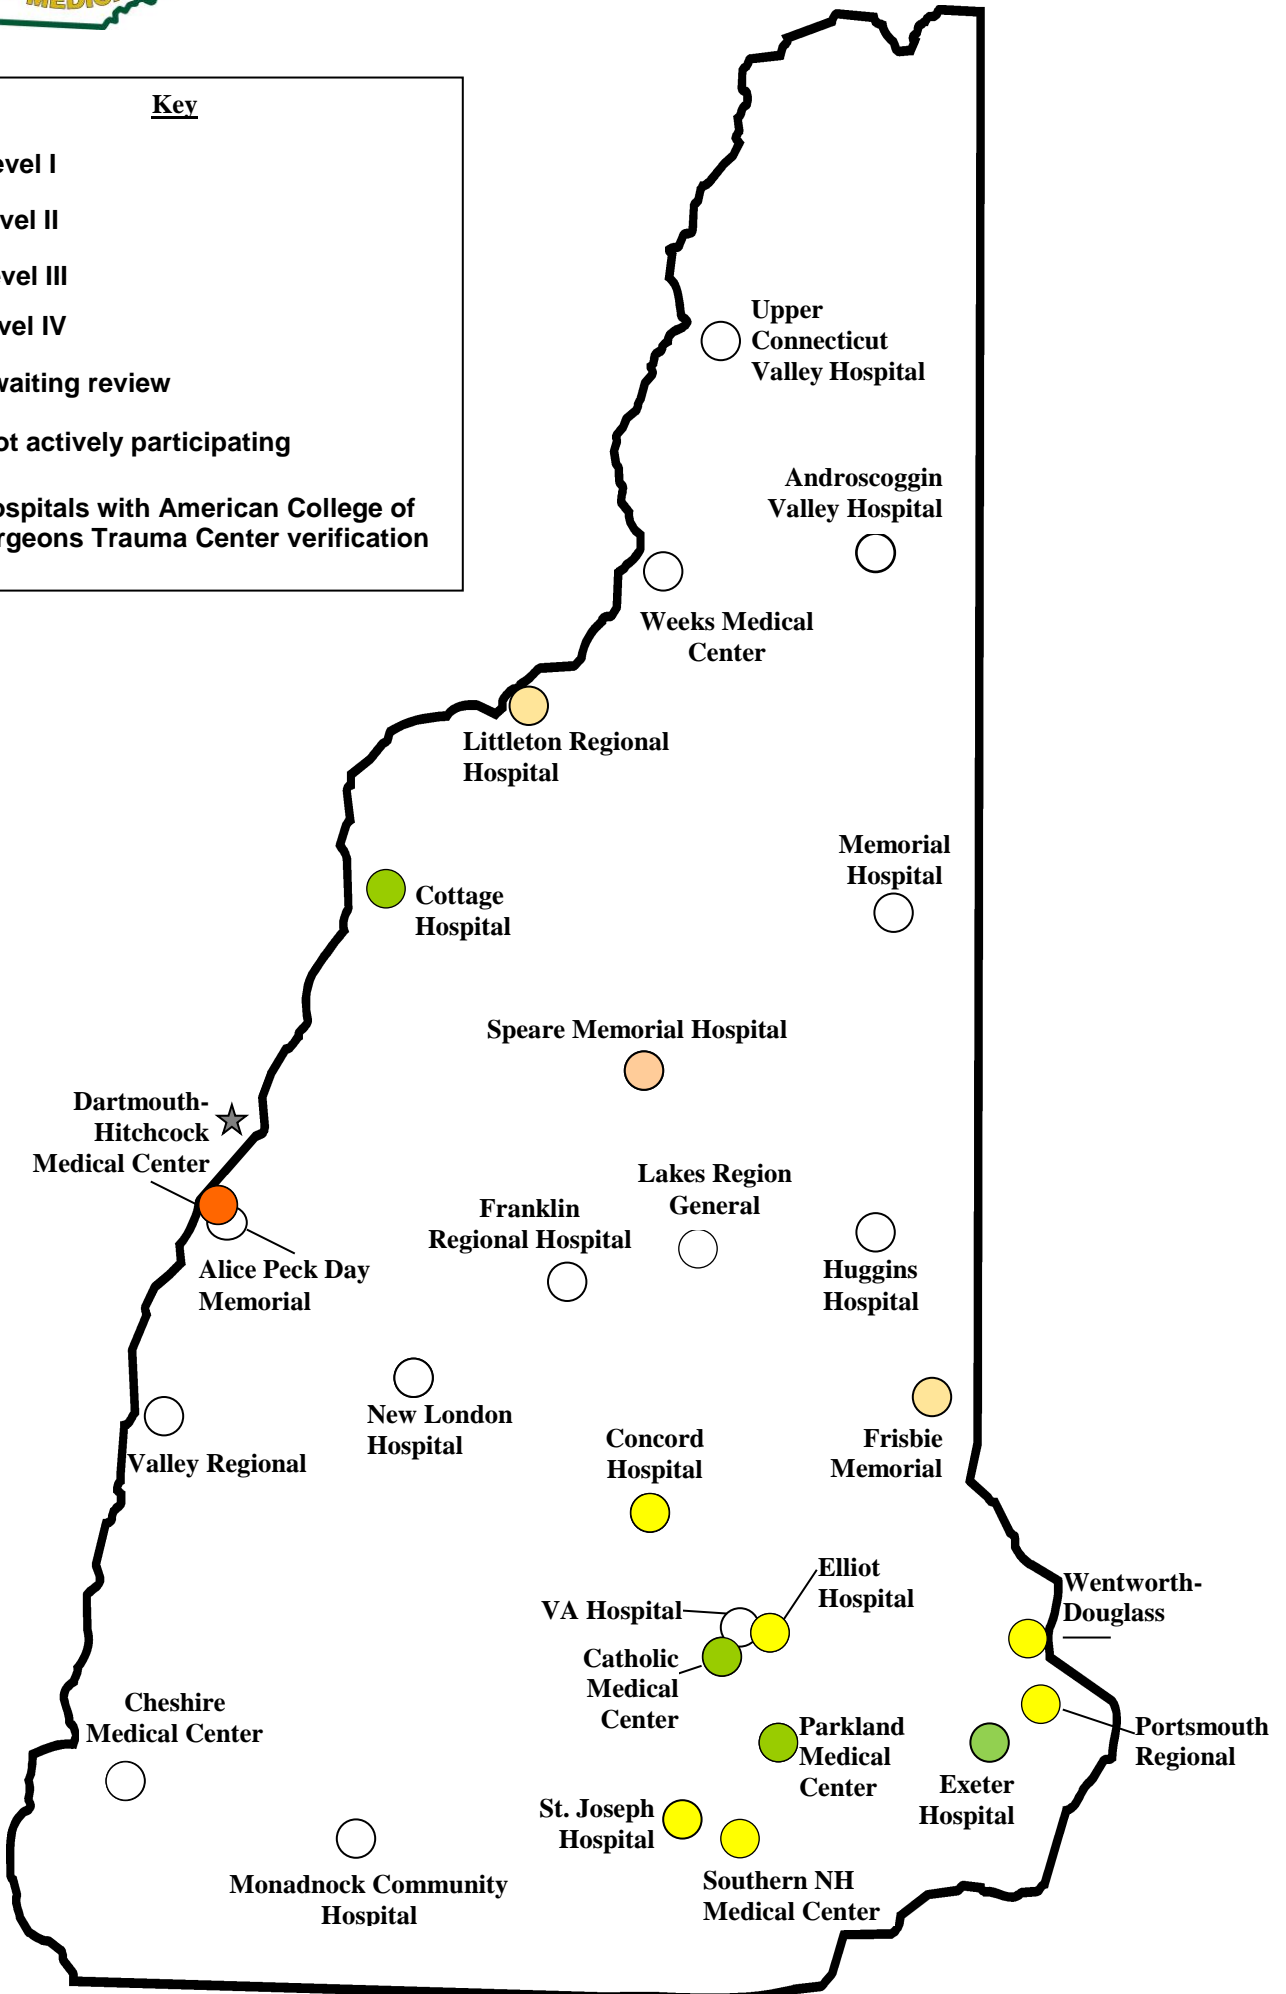 MEDIC
Key
evel I
vel II
evel III
vel IV
waiting review
ot actively participating
ospitals with American College of
rgeons Trauma Center verification
Upper
Connecticut
Valley Hospital
Androscoggin
Valley Hospital
Weeks Medical
Center
Littleton Regional
Hospital
Memorial
Hospital
Cottage
Hospital
Speare Memorial Hospital
Dartmouth-
Hitchcock
Medical Center
Lakes Region
General
Franklin
Regional Hospital
Alice Peck Day
Memorial
Huggins
Hospital
New London
Hospital
Valley Regional
Concord
Hospital
Frisbie
Memorial
Elliot
Hospital
VA Hospital
Wentworth-
Douglass
Catholic
Medical
Center
Cheshire
Medical Center
Parkland
Medical
Center
Portsmouth
Regional
Exeter
Hospital
St. Joseph
Hospital
Monadnock Community
Hospital
Southern NH
Medical Center